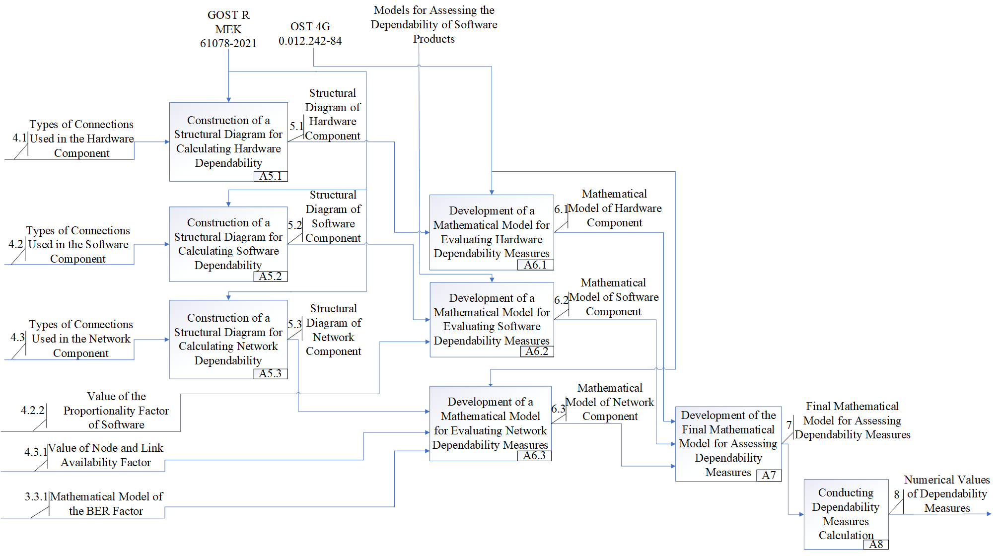 GOST R
MEK
61078-2021
OST 4G
0.012.242-84
Models for Assessing the
Dependability of Software
Products
4.1
Types of Connections
Used in the Hardware
Component
Construction of a
Structural Diagram for
Calculating Hardware
Dependability
A5.1
5.1
Structural
Diagram of
Hardware
Component
4.2
Types of Connections
Used in the Software
Component
Construction of a
Structural Diagram for
Calculating Software
Dependability
A5.2
5.2
Structural
Diagram of
Software
Component
4.3
Types of Connections
Used in the Network
Component
Construction of a
Structural Diagram for
Calculating Network
Dependability
A5.3
5.3
Structural
Diagram of
Network
Component
4.2.2
Value of the
Proportionality Factor
of Software
4.3.1
Value of Node and Link
Availability Factor
3.3.1
Mathematical Model of
the BER Factor
Development of a
Mathematical Model for
Evaluating Hardware
Dependability Measures
A6.1
6.1
Mathematical
Model of Hardware
Component
Development of a
Mathematical Model for
Evaluating Software
Dependability Measures
A6.2
6.2
Mathematical
Model of Software
Component
Development of a
Mathematical Model
for Evaluating Network
Dependability Measures
A6.3
6.3
Mathematical
Model of Network
Component
Development of the
Final Mathematical
Model for Assessing
Dependability
Measures
A7
7
Final Mathematical
Model for Assessing
Dependability Measures
Conducting
Dependability
Measures
Calculation
A8
8
Numerical Values
of Dependability
Measures